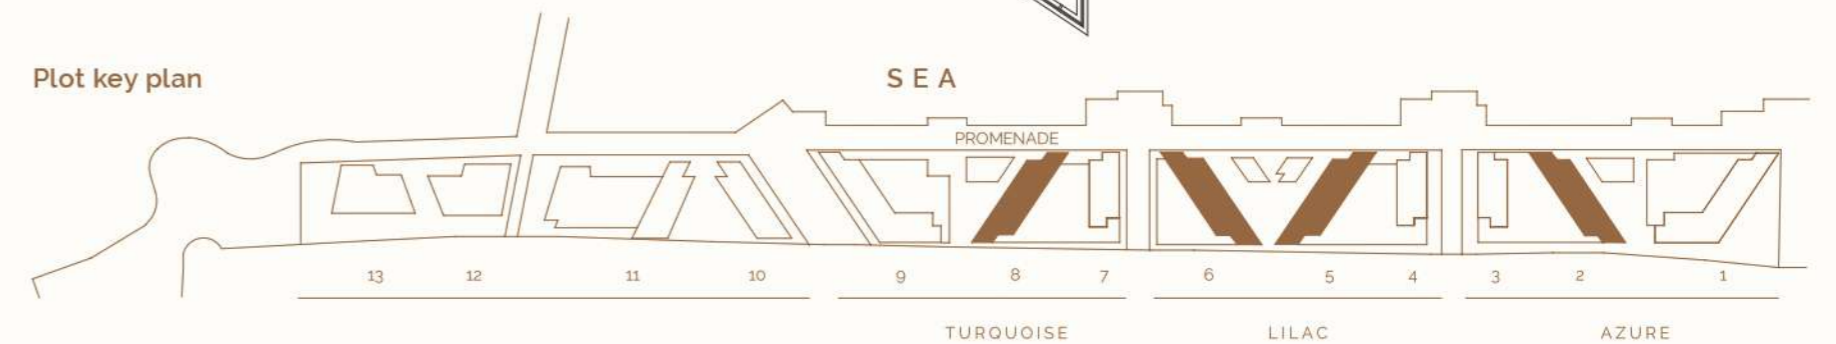 Plot key plan
SEA
PROMENADE
13 12 11 10 9 8 7 6 5 4 3 2 1
TURQUOISE LILAC AZURE